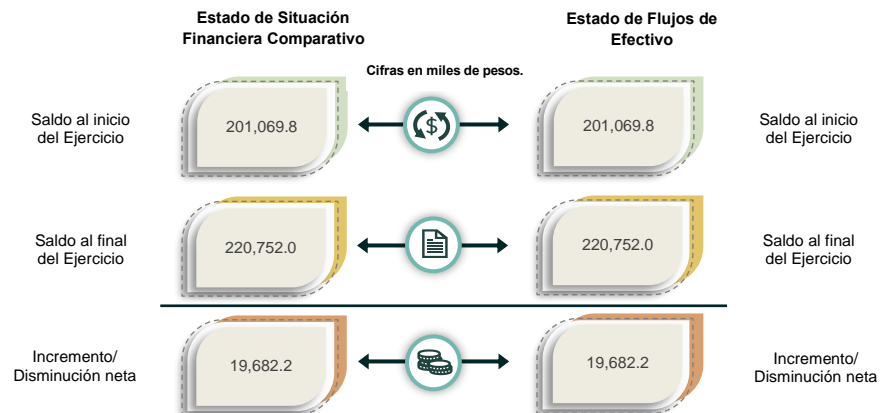 Estado de Situación
Financiera Comparativo
Estado de Flujos de
Efectivo
Cifras en miles de pesos.
Saldo al inicio
del Ejercicio
201,069.8
$
201,069.8
Saldo al inicio
del Ejercicio
Saldo al final
del Ejercicio
220,752.0
220,752.0
Saldo al final
del Ejercicio
Incremento/
Disminución neta
19,682.2
19,682.2
Incremento/
Disminución neta